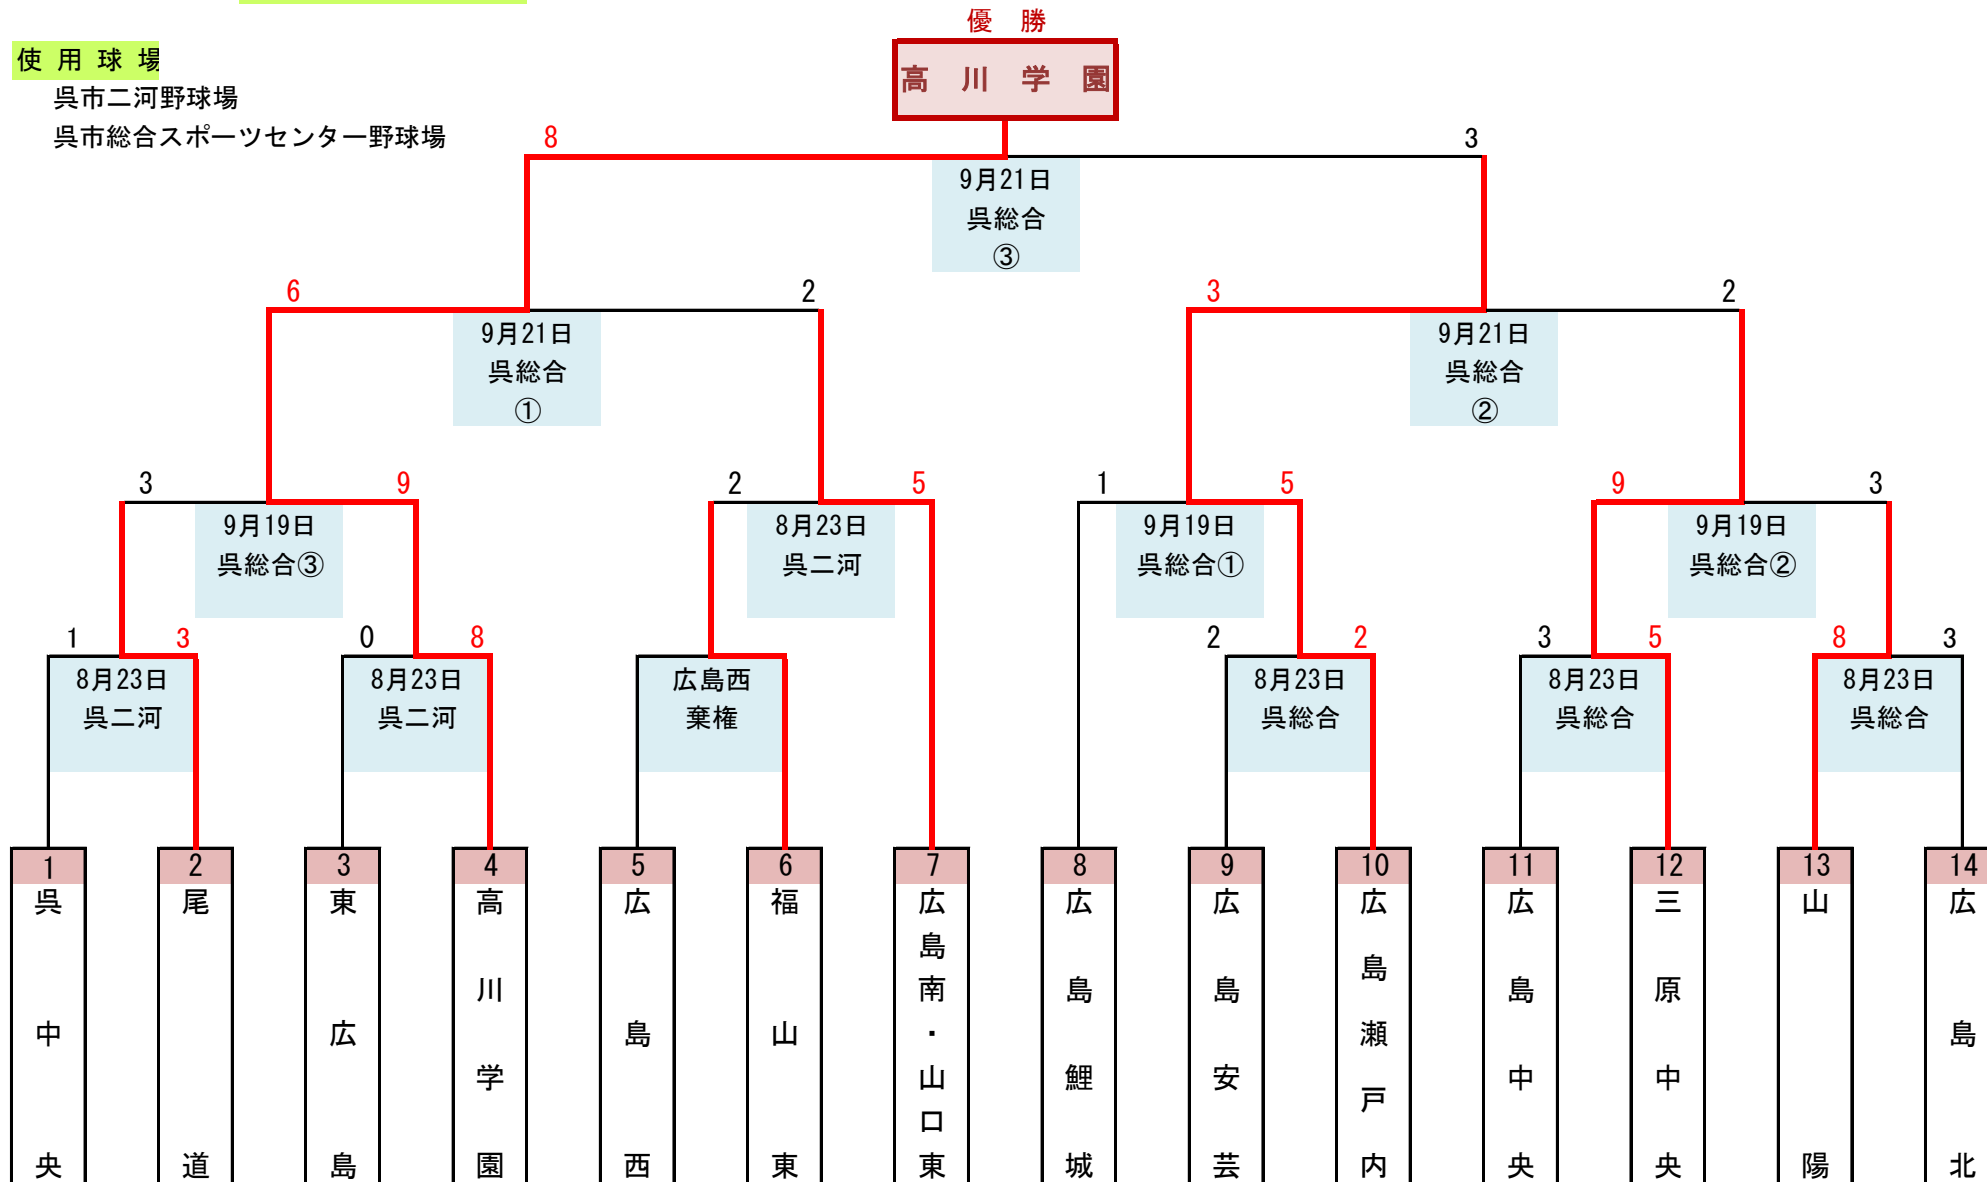 優 勝
使 用 球 場
高 川 学 園
呉市二河野球場
呉市総合スポーツセンター野球場
8 3
9月21日
呉総合
③
6 2 3 2
9月21日 9月21日
呉総合 呉総合
① ②
3 9 2 5 1 5 9 3
9月19日 8月23日 9月19日 9月19日
呉総合③ 呉二河 呉総合① 呉総合②
1 3 0 8 2 2 3 5 8 3
8月23日 8月23日 広島西 8月23日 8月23日 8月23日
呉二河 呉二河 棄権 呉総合 呉総合 呉総合
1 2 3 4 5 6 7 8 9 10 11 12 13 14
呉中央
尾道
東広島
高川学園
広島西
福山東
広島南・山口東
広島鯉城
広島安芸
広島瀬戸内
広島中央
三原中央
山陽
広島北